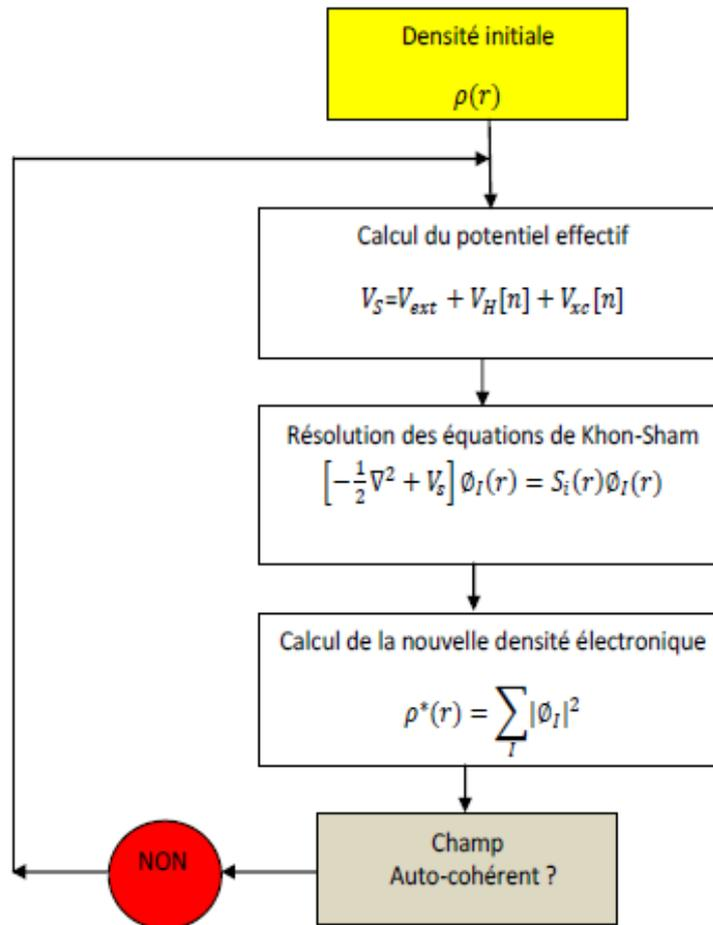 Densité initiale
ρ(r)
Calcul du potentiel effectif
V_S=V_ext + V_H[n] + V_xc[n]
Résolution des équations de Khon-Sham
[-1/2 ∇² + V_s] ∅_I(r) = S_i(r)∅_I(r)
Calcul de la nouvelle densité électronique
ρ*(r) = ∑_I |∅_I|²
Champ
Auto-cohérent ?
NON